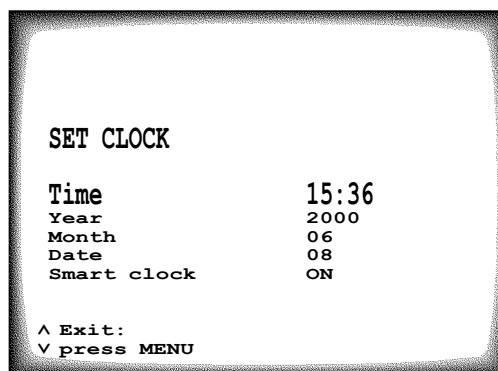 SET CLOCK
Time 15:36
Year 2000
Month 06
Date 08
Smart clock ON
∧ Exit:
∨ press MENU